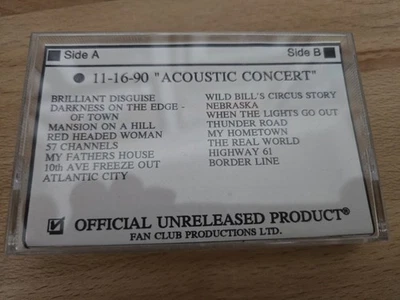 Side A
Side B
11-16-90 "ACOUSTIC CONCERT"
BRILLIANT DISGUISE
DARKNESS ON THE EDGE -
OF TOWN
MANSION ON A HILL
RED HEADED WOMAN
57 CHANNELS
MY FATHERS HOUSE
10th AVE FREEZE OUT
ATLANTIC CITY
WILD BILL'S CIRCUS STORY
NEBRASKA
WHEN THE LIGHTS GO OUT
THUNDER ROAD
MY HOMETOWN
THE REAL WORLD
HIGHWAY 61
BORDER LINE
OFFICIAL UNRELEASED PRODUCT®
FAN CLUB PRODUCTIONS LTD.